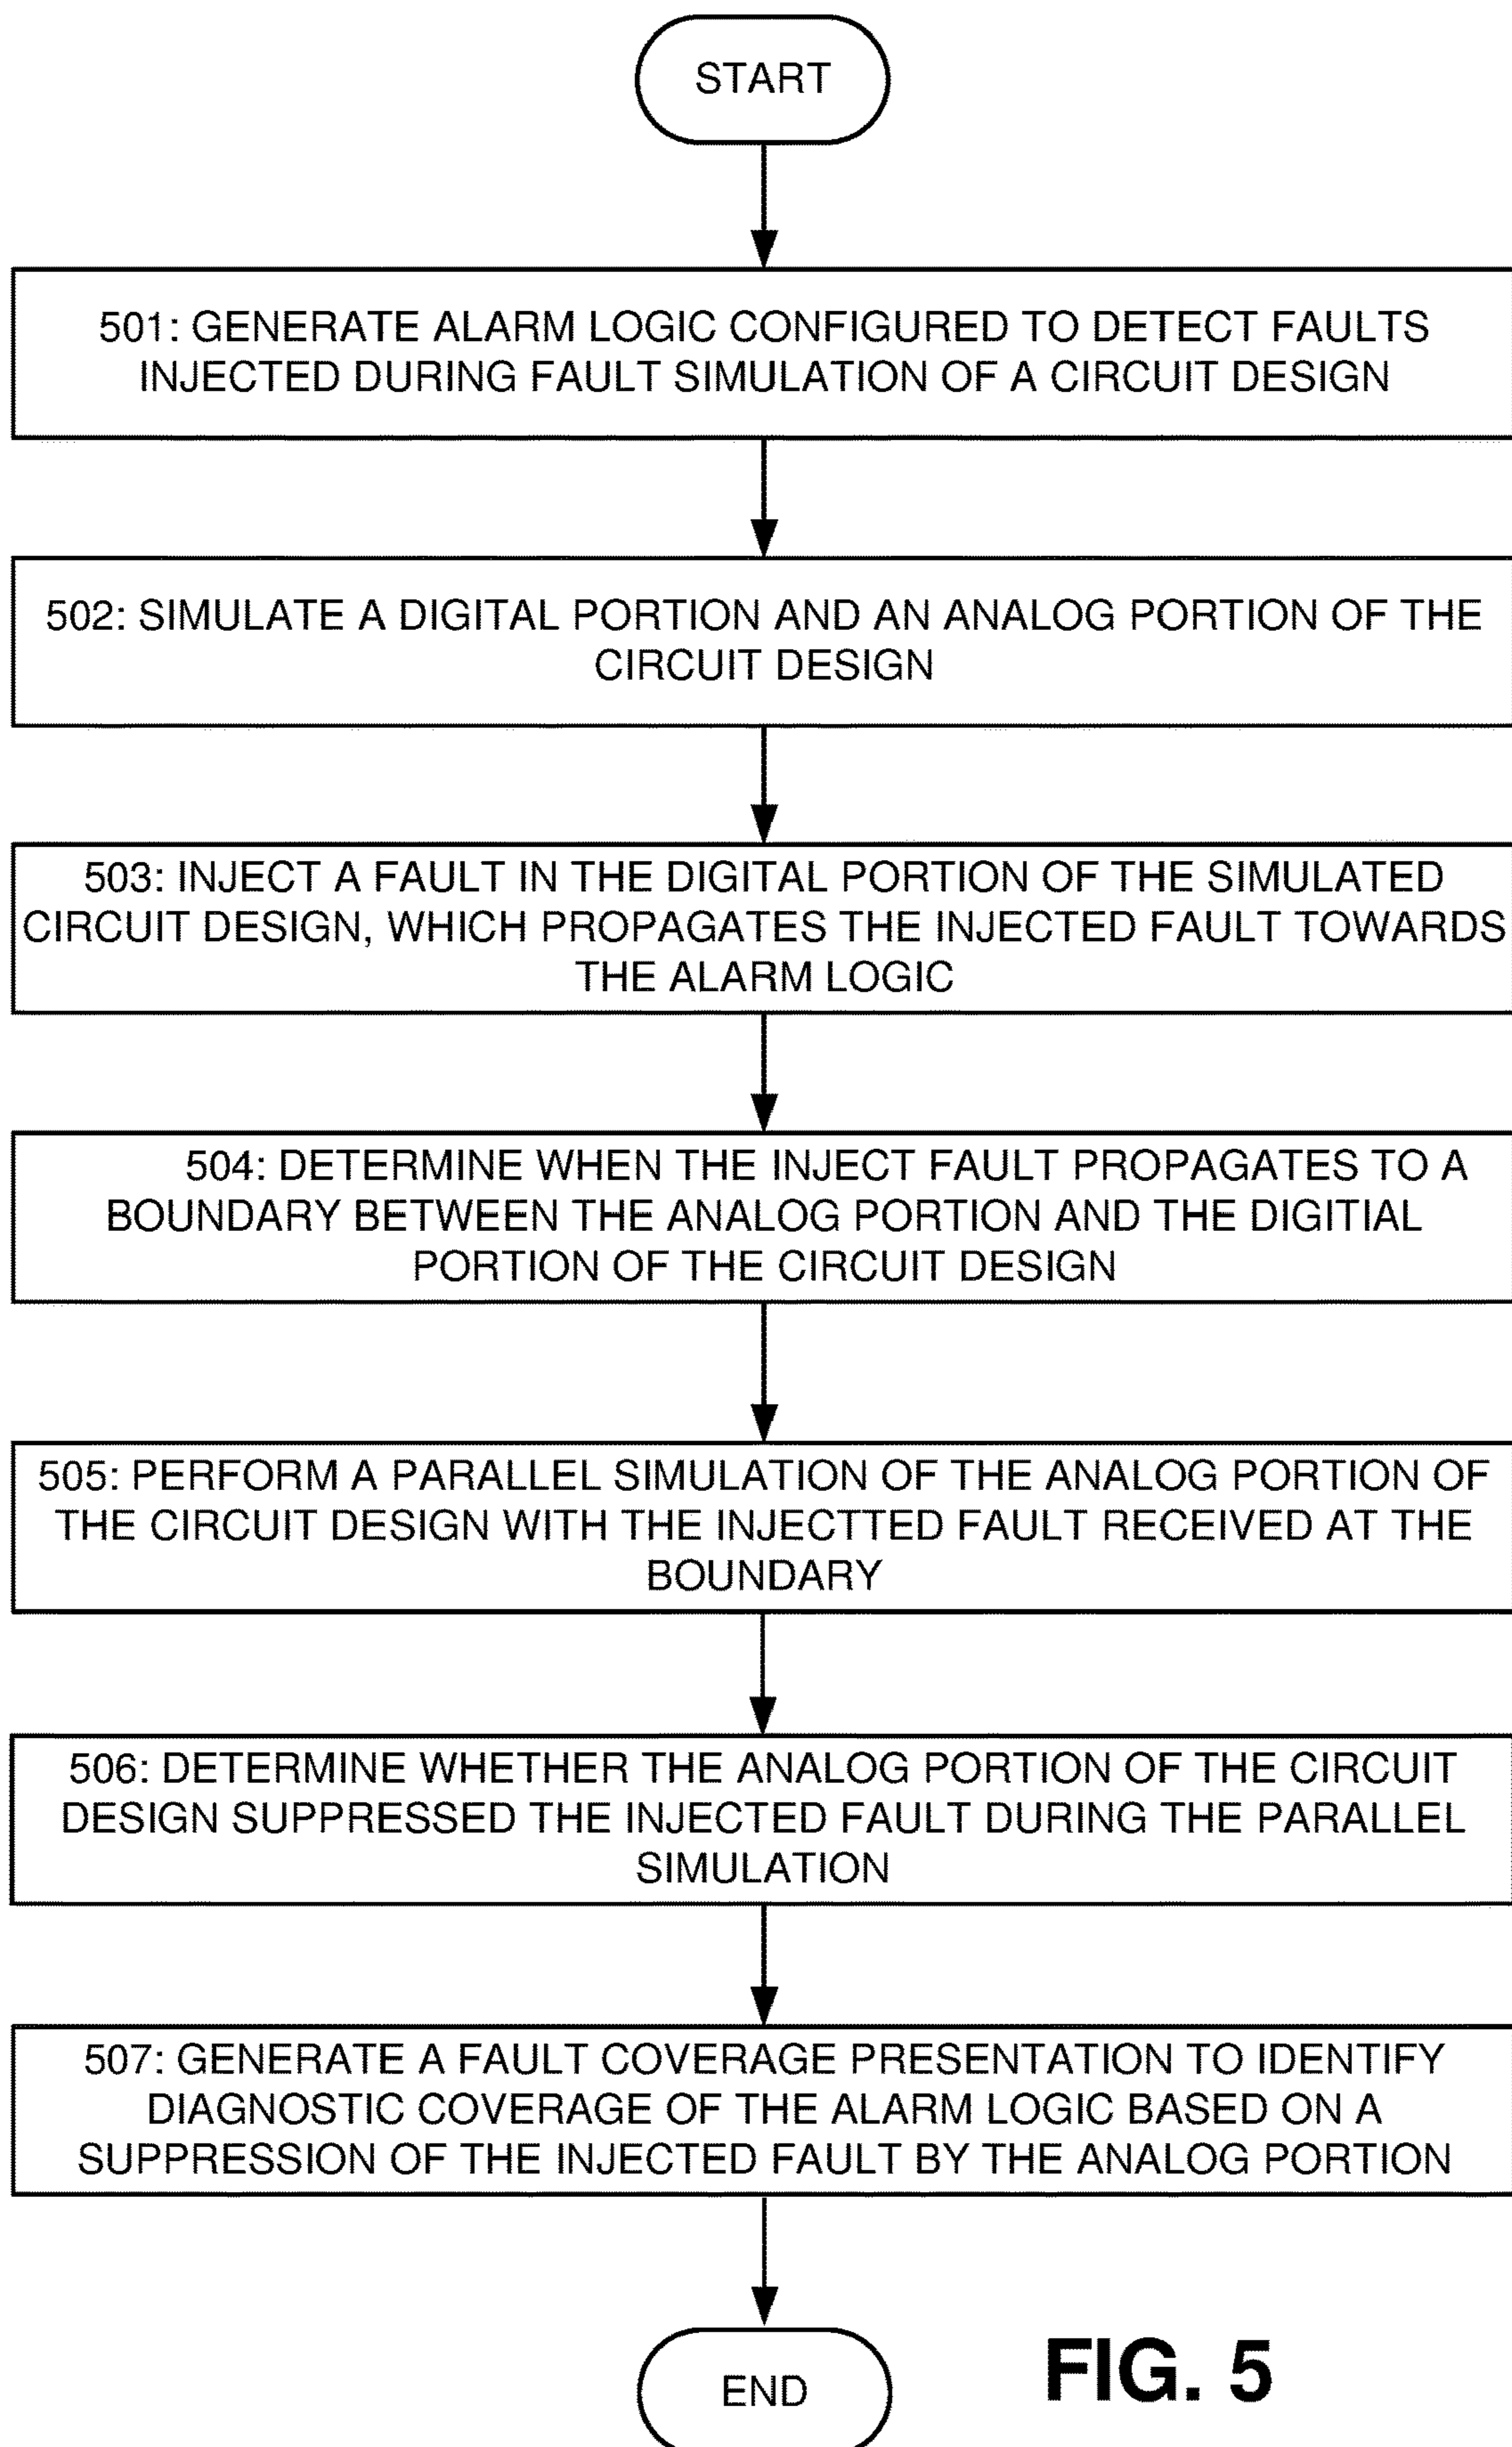 START
501: GENERATE ALARM LOGIC CONFIGURED TO DETECT FAULTS
INJECTED DURING FAULT SIMULATION OF A CIRCUIT DESIGN
502: SIMULATE A DIGITAL PORTION AND AN ANALOG PORTION OF THE
CIRCUIT DESIGN
503: INJECT A FAULT IN THE DIGITAL PORTION OF THE SIMULATED
CIRCUIT DESIGN, WHICH PROPAGATES THE INJECTED FAULT TOWARDS
THE ALARM LOGIC
504: DETERMINE WHEN THE INJECT FAULT PROPAGATES TO A
BOUNDARY BETWEEN THE ANALOG PORTION AND THE DIGITIAL
PORTION OF THE CIRCUIT DESIGN
505: PERFORM A PARALLEL SIMULATION OF THE ANALOG PORTION OF
THE CIRCUIT DESIGN WITH THE INJECTTED FAULT RECEIVED AT THE
BOUNDARY
506: DETERMINE WHETHER THE ANALOG PORTION OF THE CIRCUIT
DESIGN SUPPRESSED THE INJECTED FAULT DURING THE PARALLEL
SIMULATION
507: GENERATE A FAULT COVERAGE PRESENTATION TO IDENTIFY
DIAGNOSTIC COVERAGE OF THE ALARM LOGIC BASED ON A
SUPPRESSION OF THE INJECTED FAULT BY THE ANALOG PORTION
END
FIG. 5